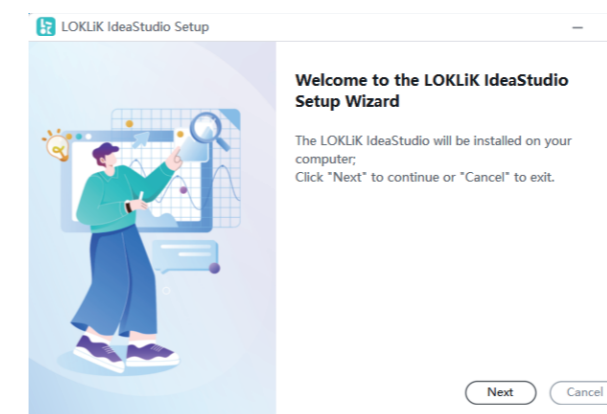 LOKLiK IdeaStudio Setup
Welcome to the LOKLiK IdeaStudio
Setup Wizard
The LOKLiK IdeaStudio will be installed on your
computer;
Click "Next" to continue or "Cancel" to exit.
Next
Cancel